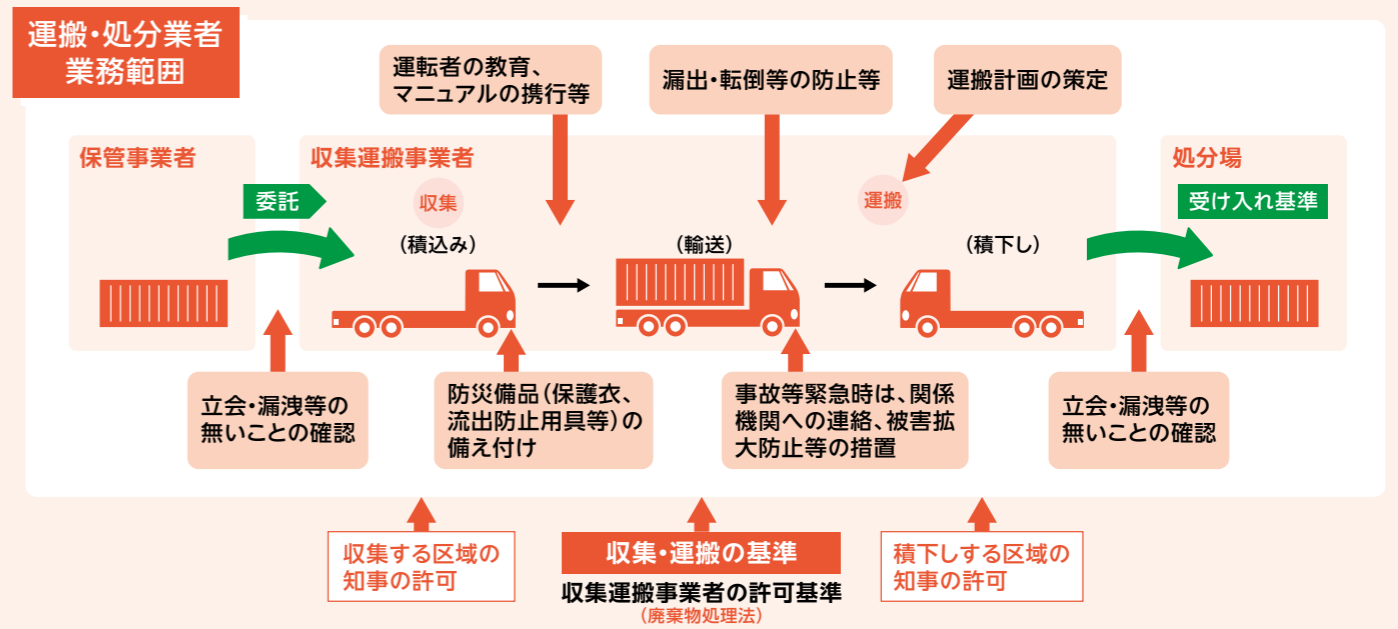 運搬・処分業者
業務範囲
運転者の教育、
マニュアルの携行等
漏出・転倒等の防止等
運搬計画の策定
保管事業者
収集運搬事業者
処分場
委託
収集
運搬
受け入れ基準
（積込み）
（輸送）
（積下し）
立会・漏洩等の
無いことの確認
防災備品（保護衣、
流出防止用具等）の
備え付け
事故等緊急時は、関係
機関への連絡、被害拡
大防止等の措置
立会・漏洩等の
無いことの確認
収集する区域の
知事の許可
収集・運搬の基準
収集運搬事業者の許可基準
（廃棄物処理法）
積下しする区域の
知事の許可